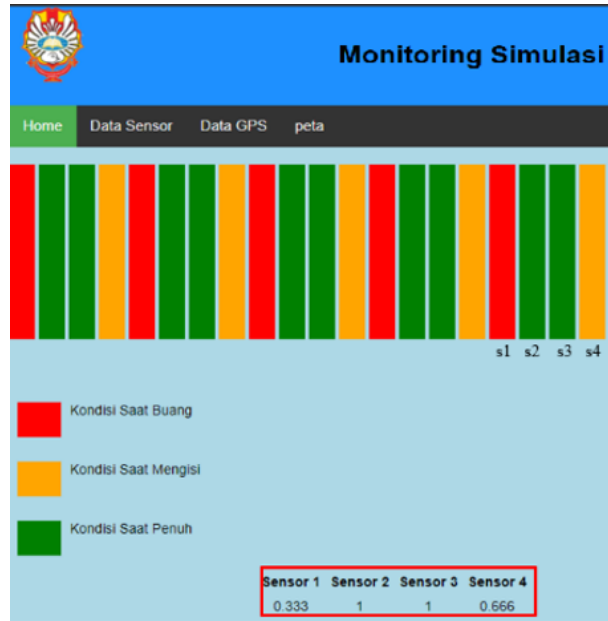 Monitoring Simulasi
Home Data Sensor Data GPS peta
s1 s2 s3 s4
Kondisi Saat Buang
Kondisi Saat Mengisi
Kondisi Saat Penuh
Sensor 1 Sensor 2 Sensor 3 Sensor 4
0.333 1 1 0.666